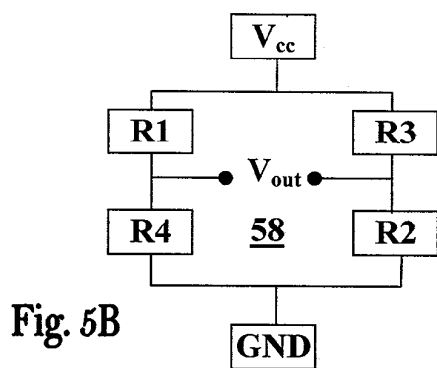 Vcc
R1 R3
Vout
R4 58 R2
Fig. 5B
GND